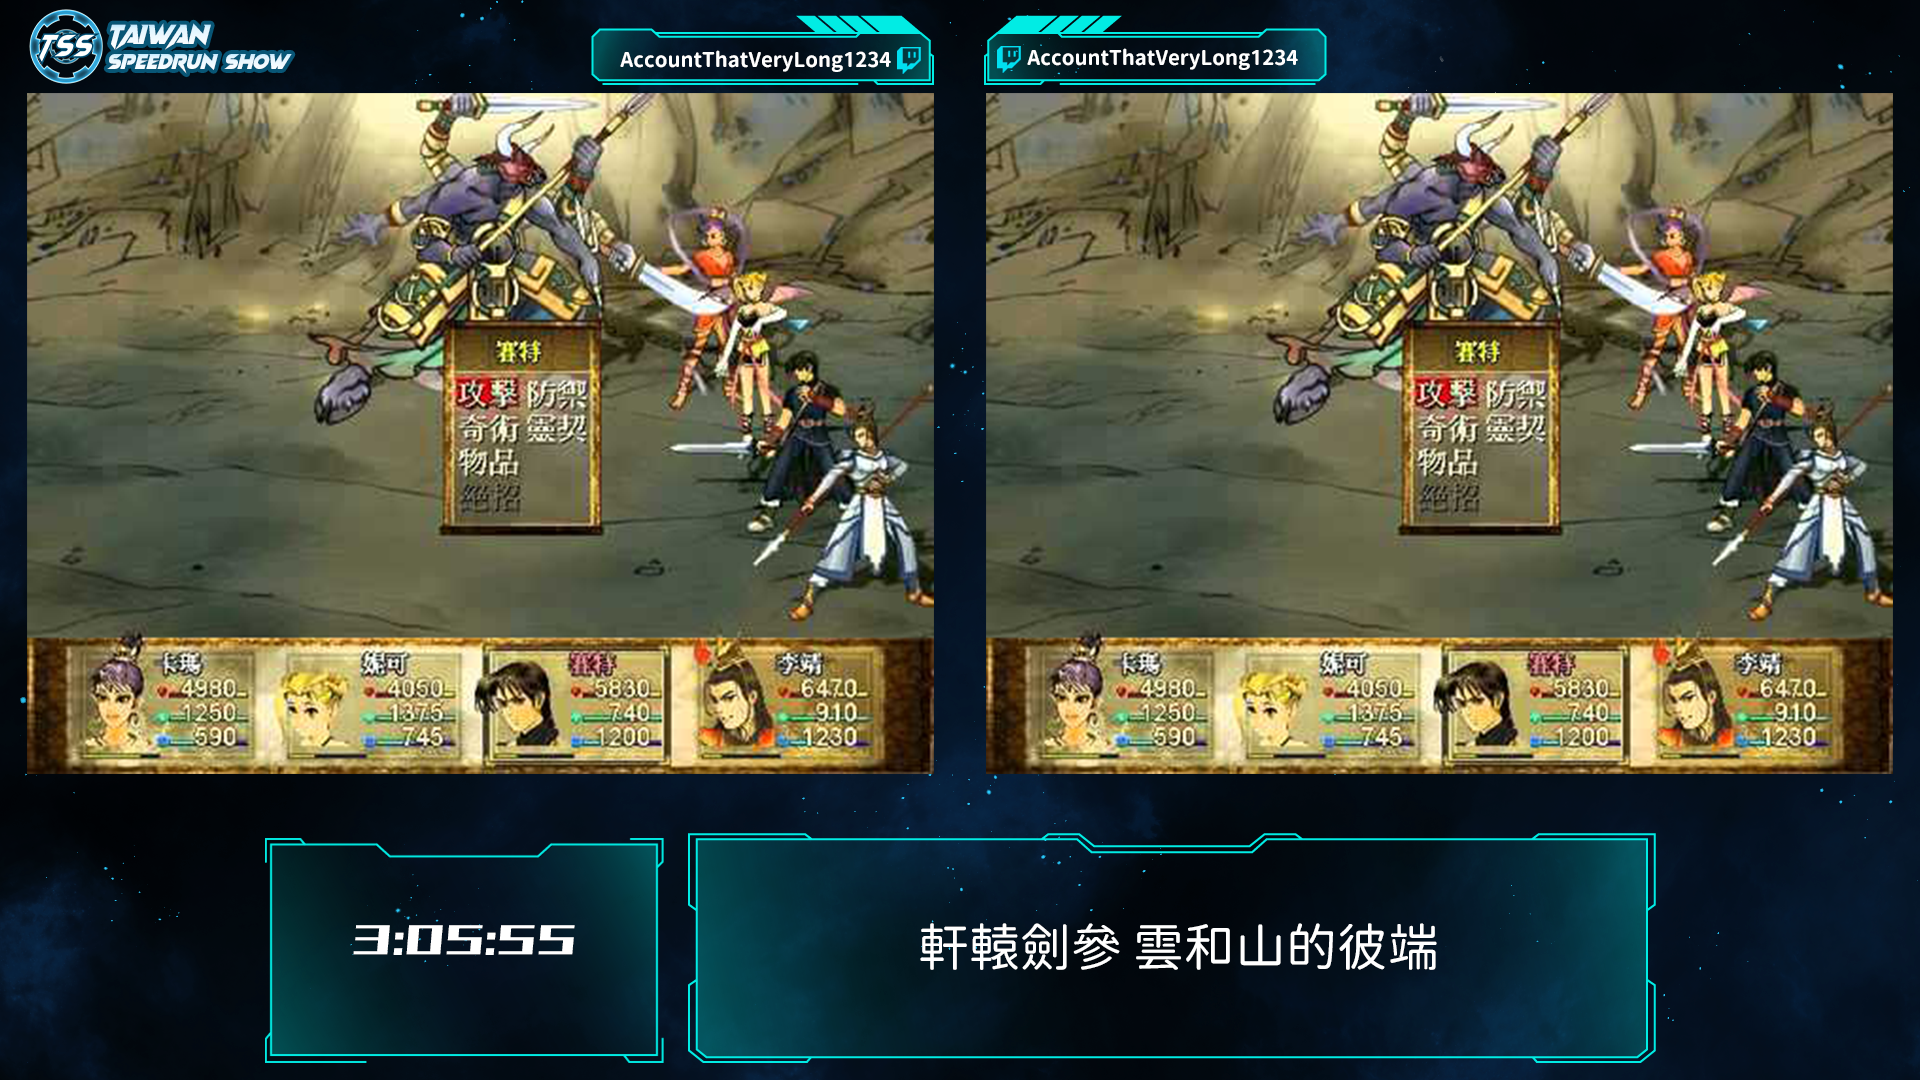 TSS
TAIWAN
SPEEDRUN SHOW
AccountThatVeryLong1234
AccountThatVeryLong1234
賽特
攻擊 防禦
奇術 靈契
物品
絕招
賽特
攻擊 防禦
奇術 靈契
物品
絕招
卡瑪
4980
1250
590
妮可
4050
1375
745
賽特
5830
740
1200
李靖
6470
910
1230
卡瑪
4980
1250
590
妮可
4050
1375
745
賽特
5830
740
1200
李靖
6470
910
1230
3:05:55
軒轅劍參 雲和山的彼端